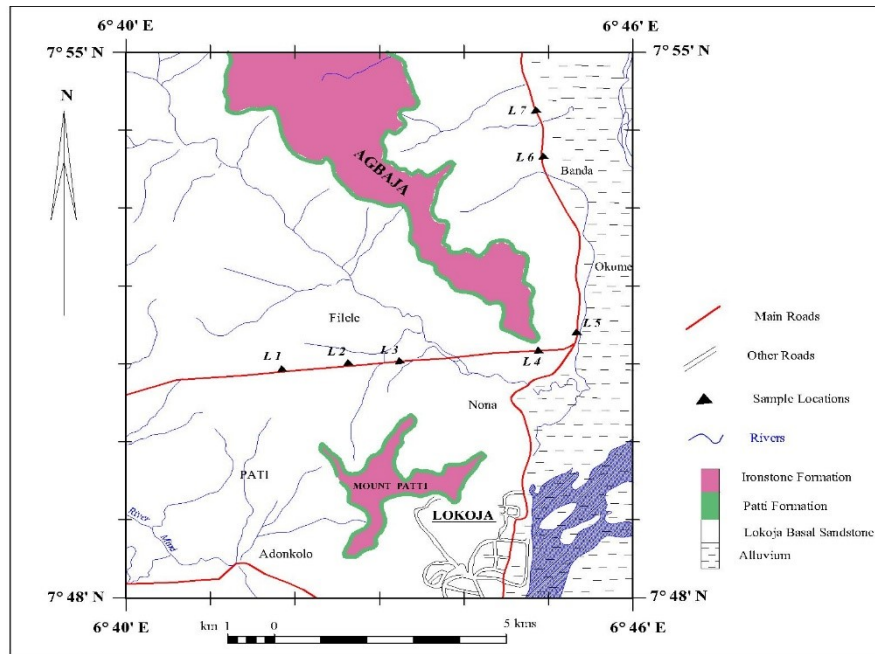 6° 40' E
6° 46' E
7° 55' N
7° 55' N
N
L 7
AGBAJA
L 6
Banda
Okume
Filele
L 5
L 1
L 2
L 3
L 4
Nona
PATI
MOUNT PATTI
LOKOJA
River
Adonkolo
7° 48' N
7° 48' N
6° 40' E
6° 46' E
km 1
0
5 kms
Main Roads
Other Roads
Sample Locations
Rivers
Ironstone Formation
Patti Formation
Lokoja Basal Sandstone
Alluvium